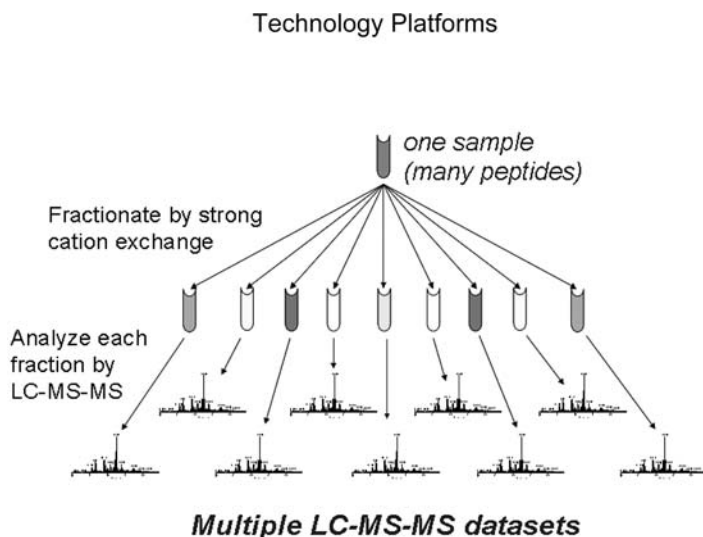 Technology Platforms
one sample
(many peptides)
Fractionate by strong
cation exchange
Analyze each
fraction by
LC-MS-MS
Multiple LC-MS-MS datasets